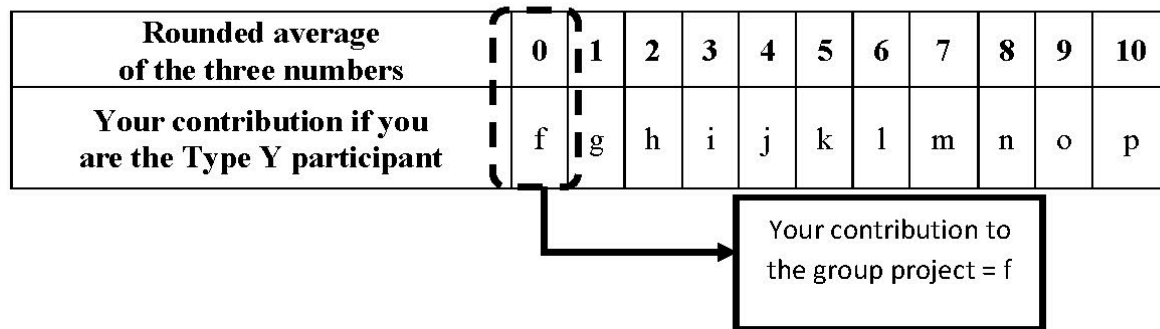 Rounded average
of the three numbers
0 1 2 3 4 5 6 7 8 9 10
Your contribution if you
are the Type Y participant
f g h i j k l m n o p
Your contribution to
the group project = f